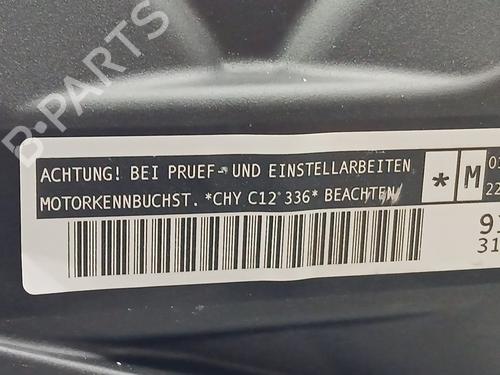 B-PARTS
ACHTUNG! BEI PRUEF- UND EINSTELLARBEITEN
MOTORKENNBUCHST. *CHY C12 336* BEACHTEN
* M